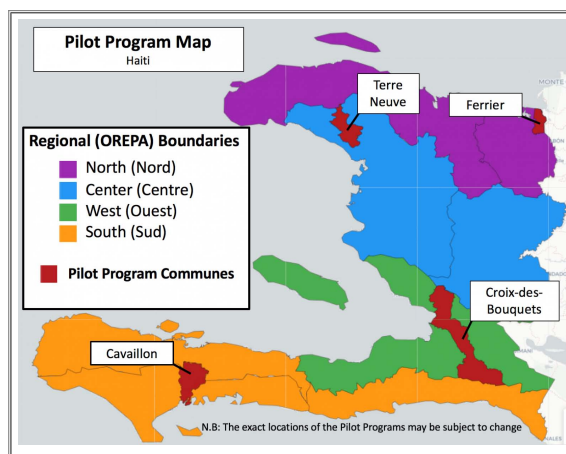 Pilot Program Map
Haiti
Terre
Neuve
Ferrier
MONTE
Regional (OREPA) Boundaries
North (Nord)
Center (Centre)
West (Ouest)
South (Sud)
Pilot Program Communes
Croix-des-
Bouquets
Cavaillon
N.B: The exact locations of the Pilot Programs may be subject to change